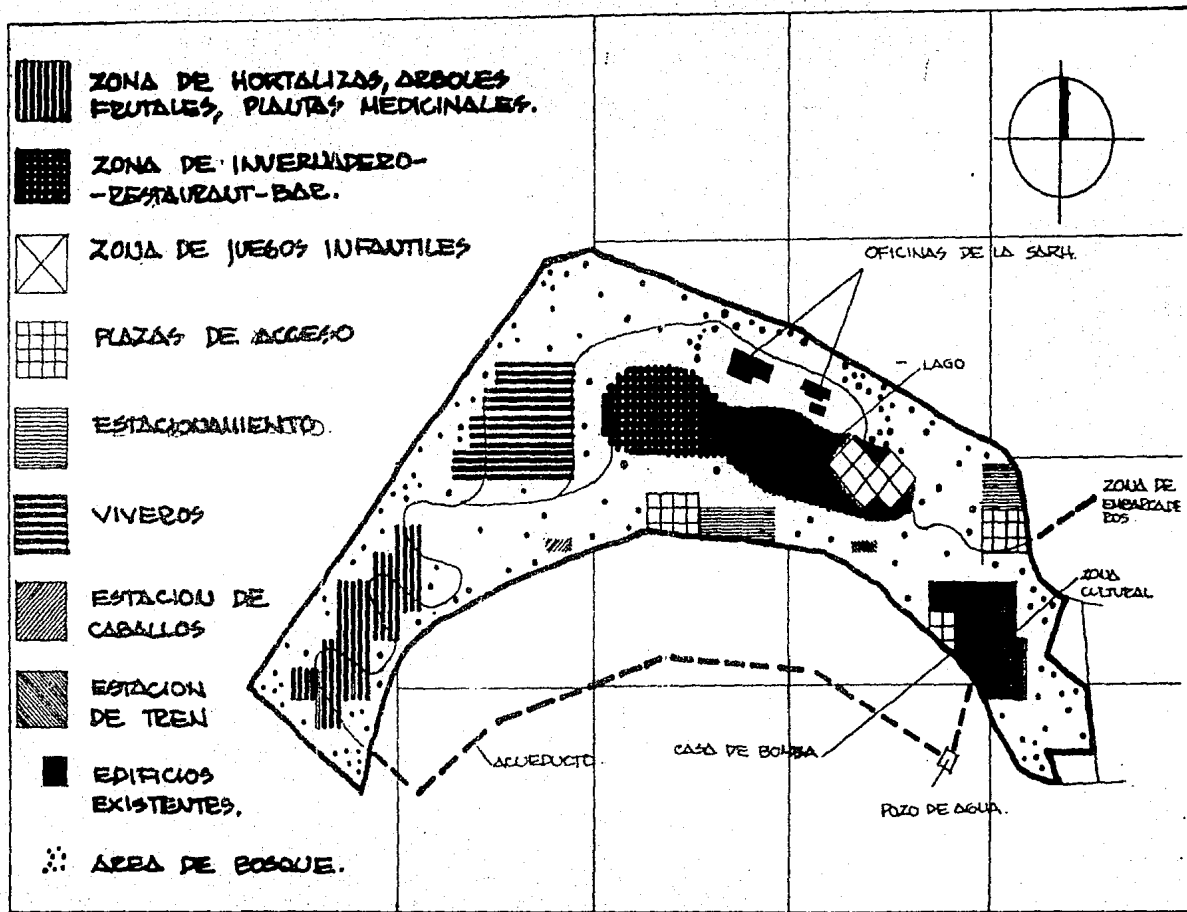 ZONA DE HORTALIZAS, ARBOLES
FRUTALES, PLAUTAS MEDICINALES.
ZONA DE INVERNADERO-
-RESTAURAUT-BAR.
ZONA DE JUEGOS INFANTILES
PLAZAS DE ACCESO
ESTACIONAMIENTO.
VIVEROS
ESTACION DE
CABALLOS
ESTACION
DE TREN
EDIFICIOS
EXISTENTES.
AREA DE BOSQUE.
OFICINAS DE LA SARH.
LAGO
ZONA DE
EMBARCADE
ROS.
ZONA
CULTURAL
ACUEDUCTO.
CASA DE BOMBA
POZO DE AGUA.